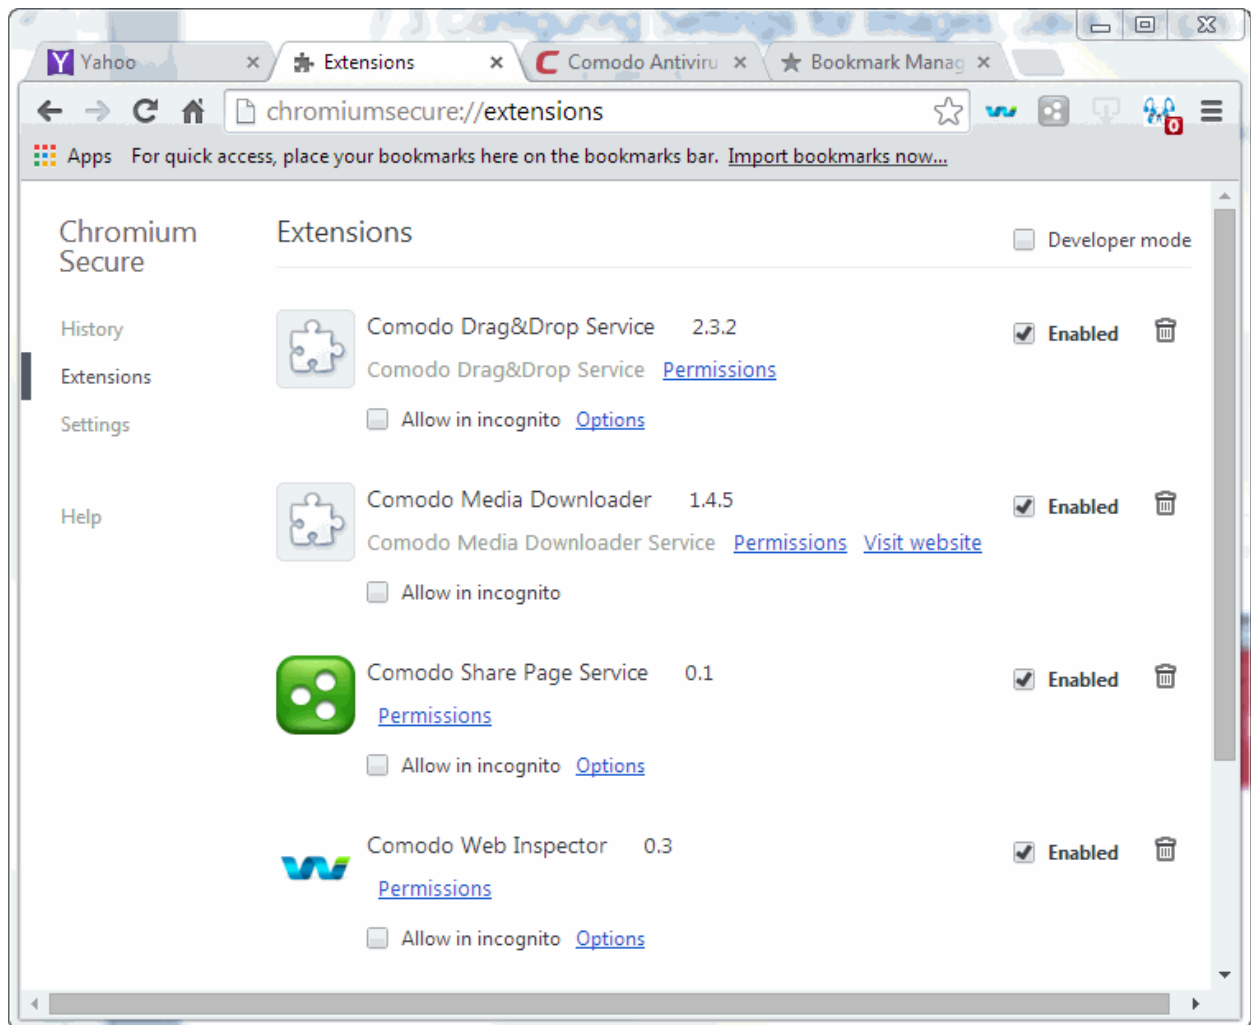 Yahoo Extensions Comodo Antiviru Bookmark Manag
chromiumsecure://extensions
0
Apps For quick access, place your bookmarks here on the bookmarks bar. Import bookmarks now...
Chromium
Secure
Extensions
Developer mode
History
Extensions
Settings
Help
Comodo Drag&Drop Service 2.3.2
Enabled
Comodo Drag&Drop Service Permissions
Allow in incognito Options
Comodo Media Downloader 1.4.5
Enabled
Comodo Media Downloader Service Permissions Visit website
Allow in incognito
Comodo Share Page Service 0.1
Enabled
Permissions
Allow in incognito Options
Comodo Web Inspector 0.3
Enabled
Permissions
Allow in incognito Options